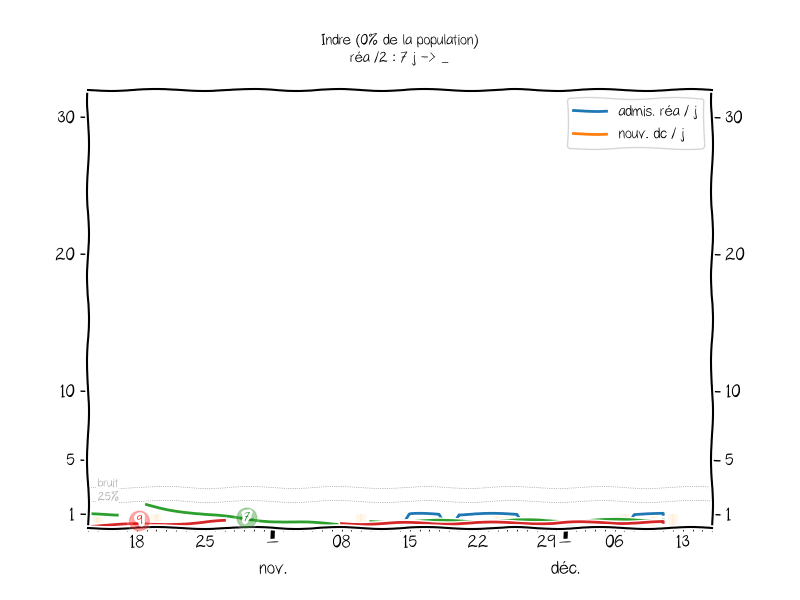 Indre (0% de la population)
réa /2 : 7 j -> _
admis. réa / j
nouv. dc / j
30 30
20 20
10 10
5 5
bruit
25%
1 1
9 7
18 25 08 15 22 29 06 13
nov. déc.